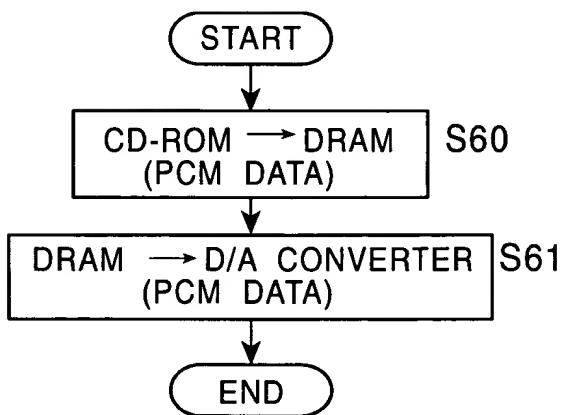 START
CD-ROM → DRAM S60
(PCM DATA)
DRAM → D/A CONVERTER S61
(PCM DATA)
END